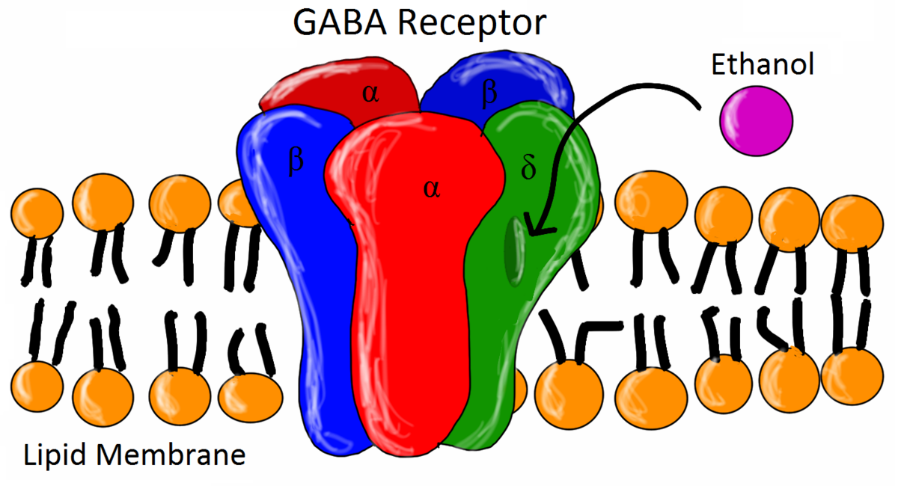 GABA Receptor
Ethanol
α
β
β
δ
α
Lipid Membrane